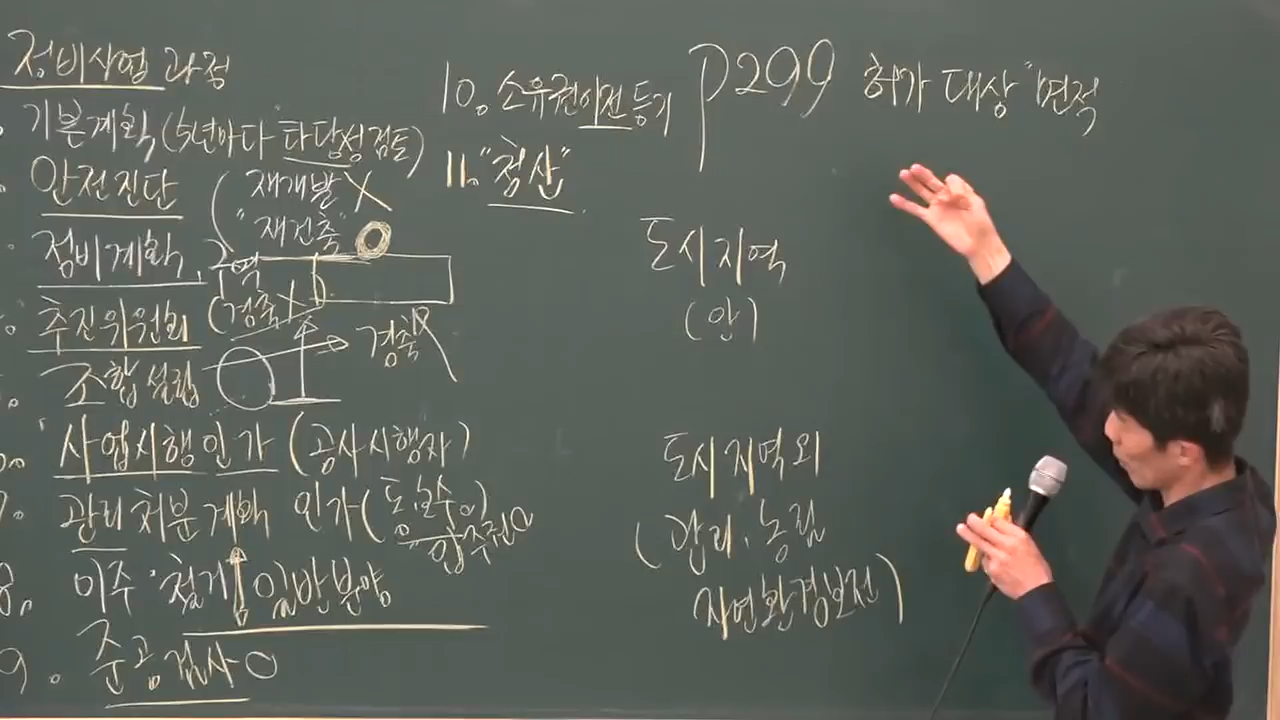 정비사업 과정
기본계획 (5년마다 타당성 검토)
안전진단 (재개발 X
"재건축" O
정비계획, 구역
추진위원회 (경축X)
경축
조합설립
사업시행인가 (공사시행자)
7. 관리처분계획 인가 (동,호수
8. 이주·철거 일반분양
9. 준공검사
10. 소유권이전등기
11. "청산"
P299 허가 대상 "면적
도시지역
(안)
도시지역외
(관리, 농림
자연환경보전)